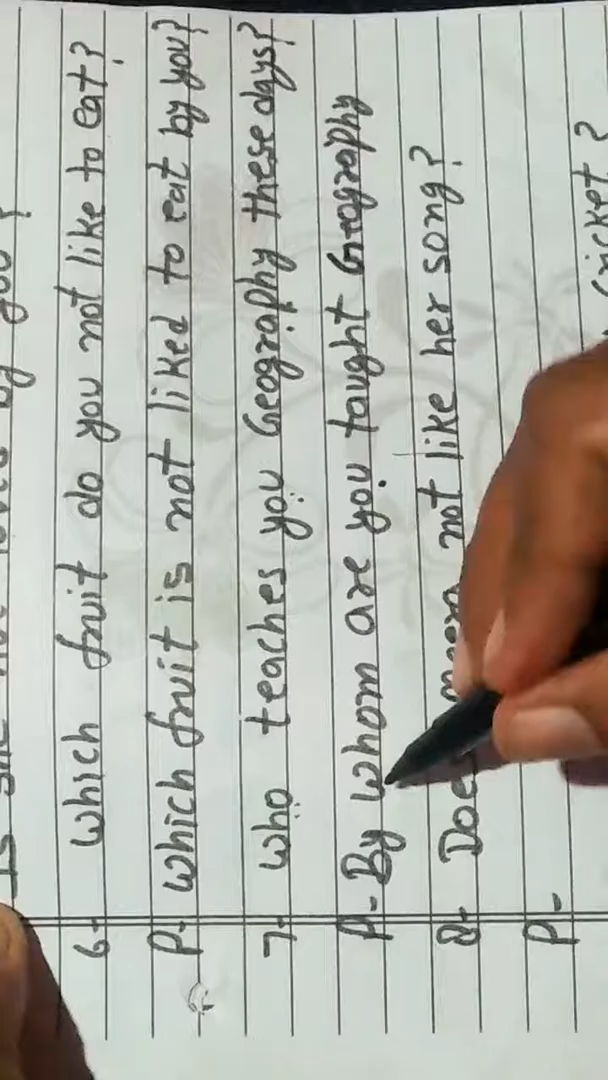 6- which fruit do you not like to eat?
P- which fruit is not liked to eat by you?
7- who teaches you Geography these days?
P- By whom are you taught Geography
8- not like her song?
P-
cricket?